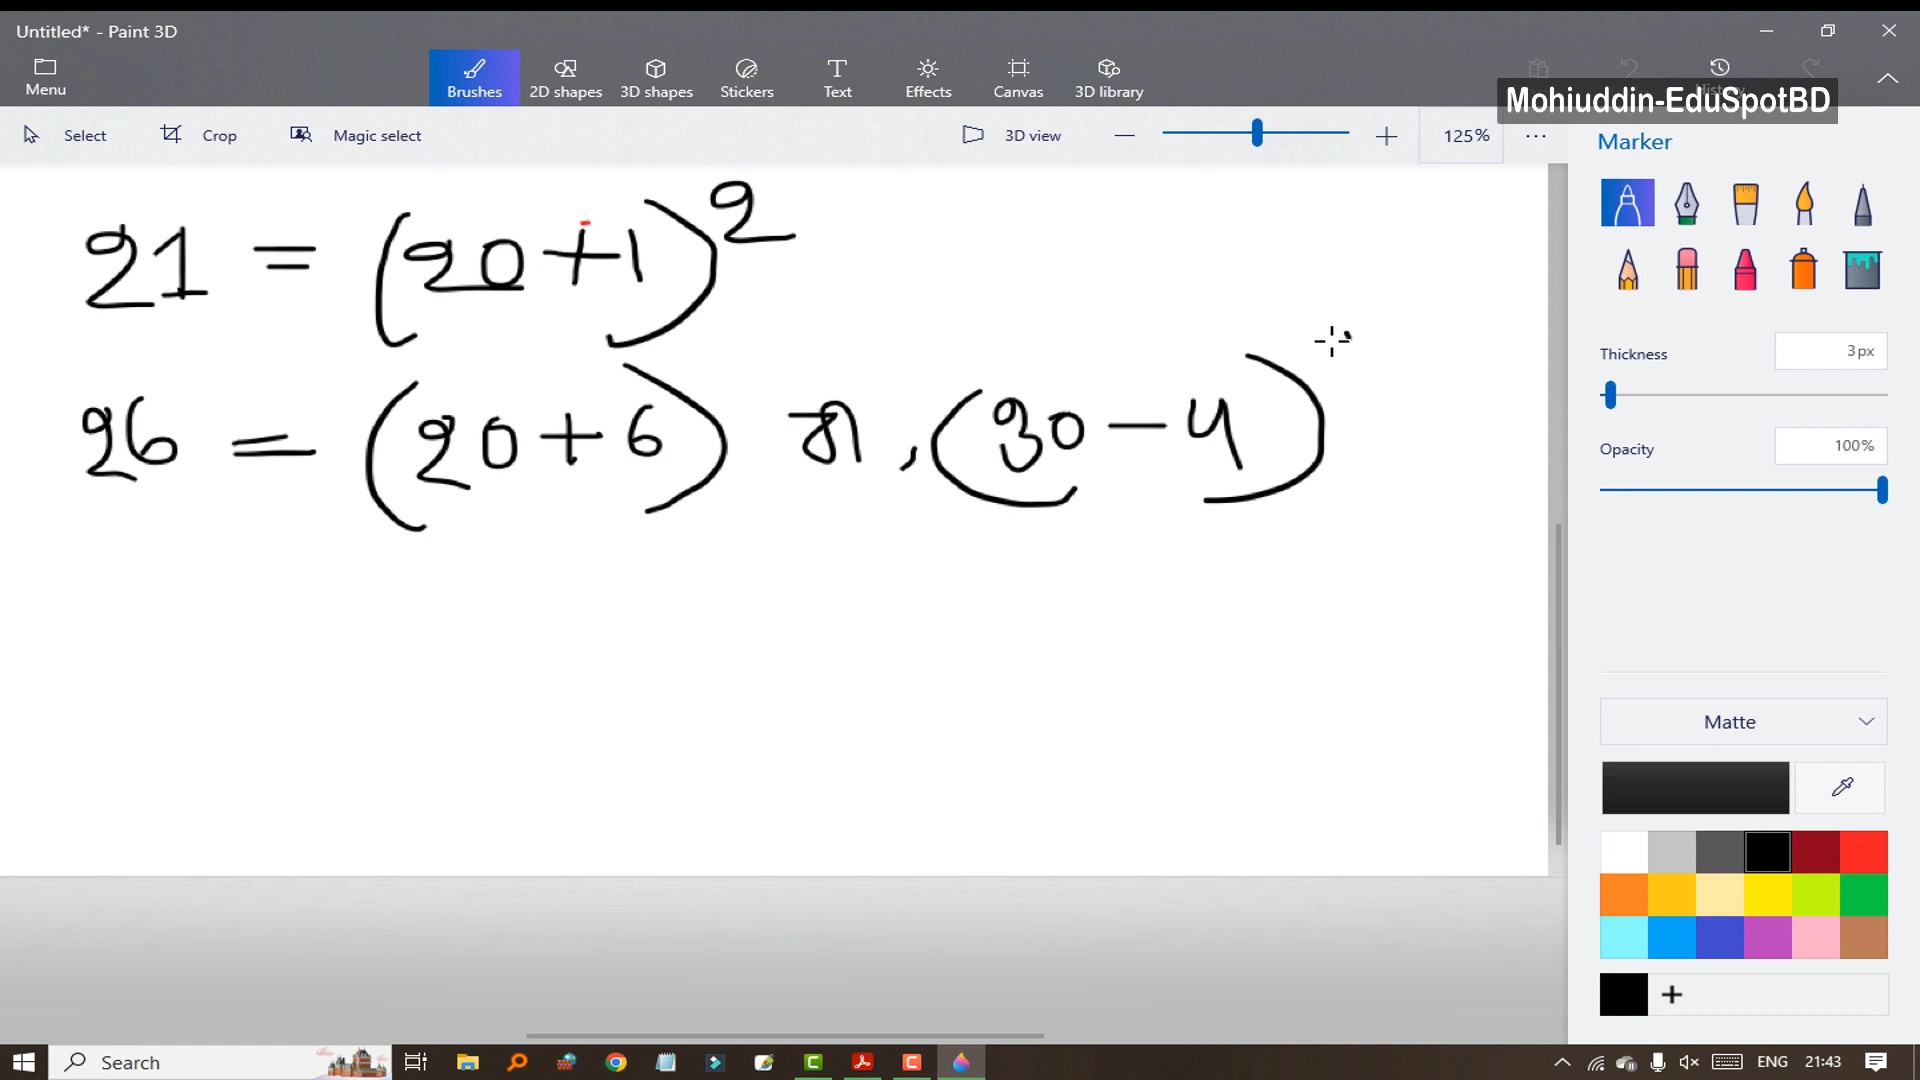 Untitled* - Paint 3D
Menu
Brushes
2D shapes
3D shapes
Stickers
Text
Effects
Canvas
3D library
History
Mohiuddin-EduSpotBD
Select
Crop
Magic select
3D view
125%
Marker
21 = (20+1)²
26 = (20+6) বা, (30-4)
Thickness
3px
Opacity
100%
Matte
Search
ENG
21:43